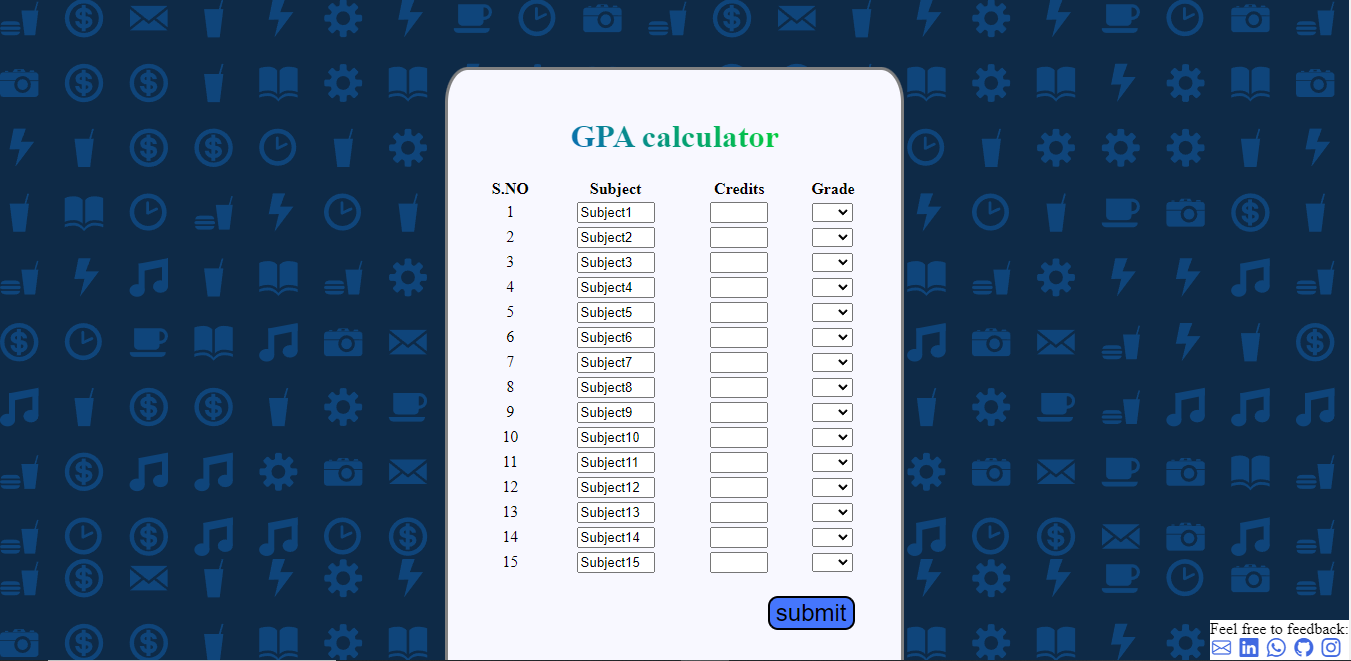 GPA calculator
S.NO Subject Credits Grade
1 Subject1
2 Subject2
3 Subject3
4 Subject4
5 Subject5
6 Subject6
7 Subject7
8 Subject8
9 Subject9
10 Subject10
11 Subject11
12 Subject12
13 Subject13
14 Subject14
15 Subject15
submit
Feel free to feedback: